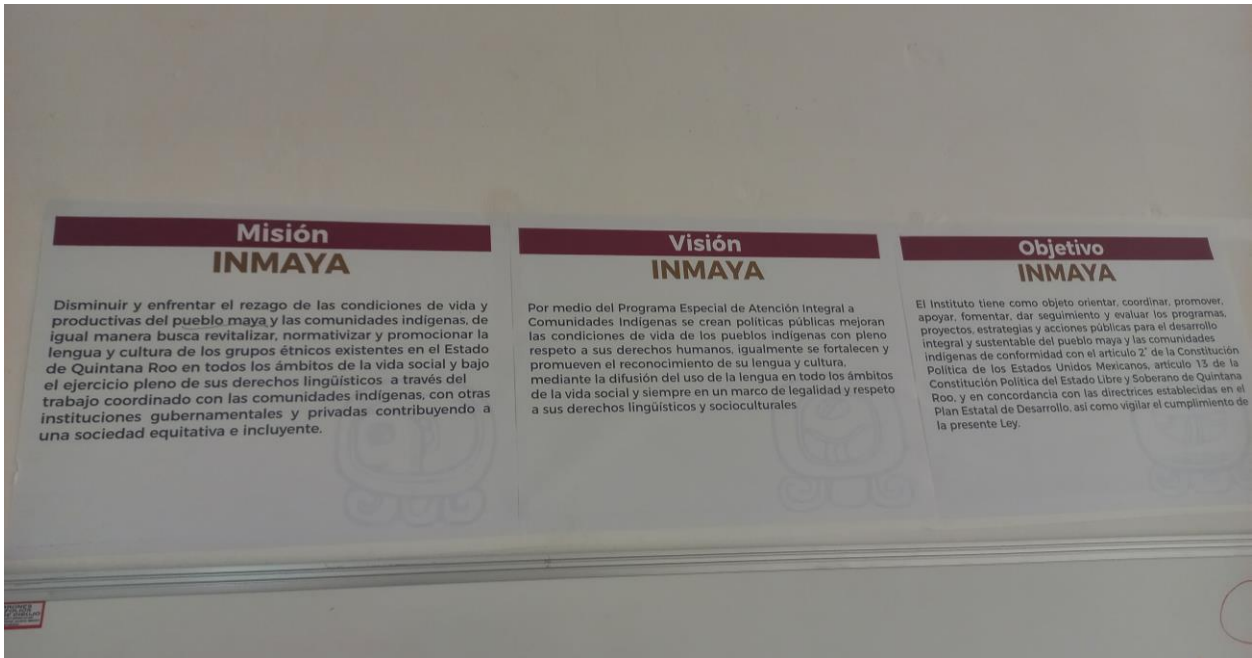 Misión
INMAYA
Disminuir y enfrentar el rezago de las condiciones de vida y
productivas del pueblo maya y las comunidades indígenas, de
igual manera busca revitalizar, normativizar y promocionar la
lengua y cultura de los grupos étnicos existentes en el Estado
de Quintana Roo en todos los ámbitos de la vida social y bajo
el ejercicio pleno de sus derechos lingüísticos a través del
trabajo coordinado con las comunidades indígenas, con otras
instituciones gubernamentales y privadas contribuyendo a
una sociedad equitativa e incluyente.
Visión
INMAYA
Por medio del Programa Especial de Atención Integral a
Comunidades Indígenas se crean políticas públicas mejoran
las condiciones de vida de los pueblos indígenas con pleno
respeto a sus derechos humanos, igualmente se fortalecen y
promueven el reconocimiento de su lengua y cultura,
mediante la difusión del uso de la lengua en todo los ámbitos
de la vida social y siempre en un marco de legalidad y respeto
a sus derechos lingüísticos y socioculturales
Objetivo
INMAYA
El Instituto tiene como objeto orientar, coordinar, promover,
apoyar, fomentar, dar seguimiento y evaluar los programas,
proyectos, estrategias y acciones públicas para el desarrollo
integral y sustentable del pueblo maya y las comunidades
indígenas de conformidad con el artículo 2° de la Constitución
Política de los Estados Unidos Mexicanos, artículo 13 de la
Constitución Política del Estado Libre y Soberano de Quintana
Roo, y en concordancia con las directrices establecidas en el
Plan Estatal de Desarrollo, así como vigilar el cumplimiento de
la presente Ley.